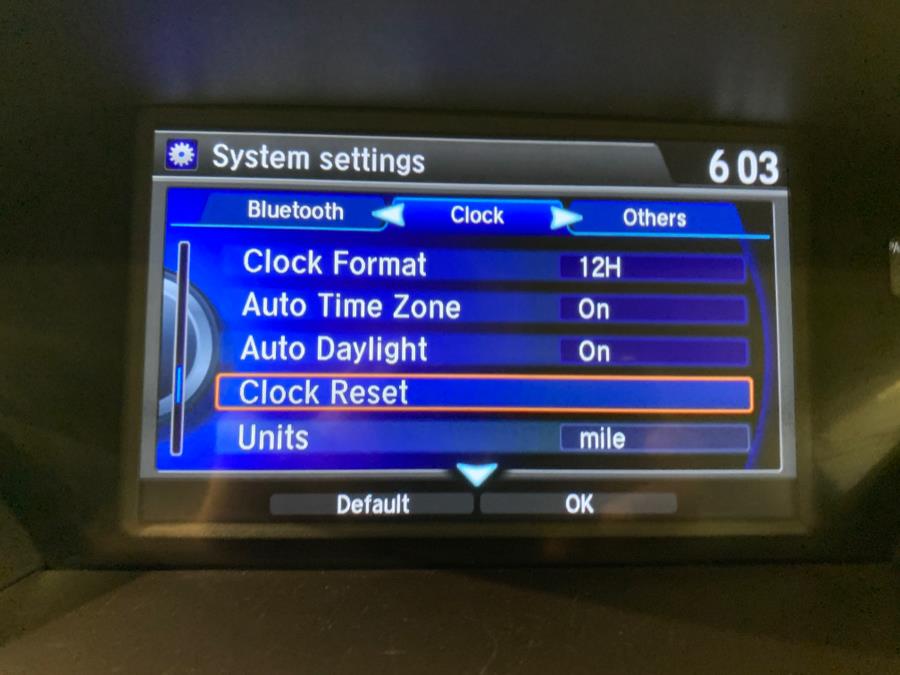 System settings
6 03
Bluetooth
Clock
Others
Clock Format 12H
Auto Time Zone On
Auto Daylight On
Clock Reset
Units mile
Default
OK